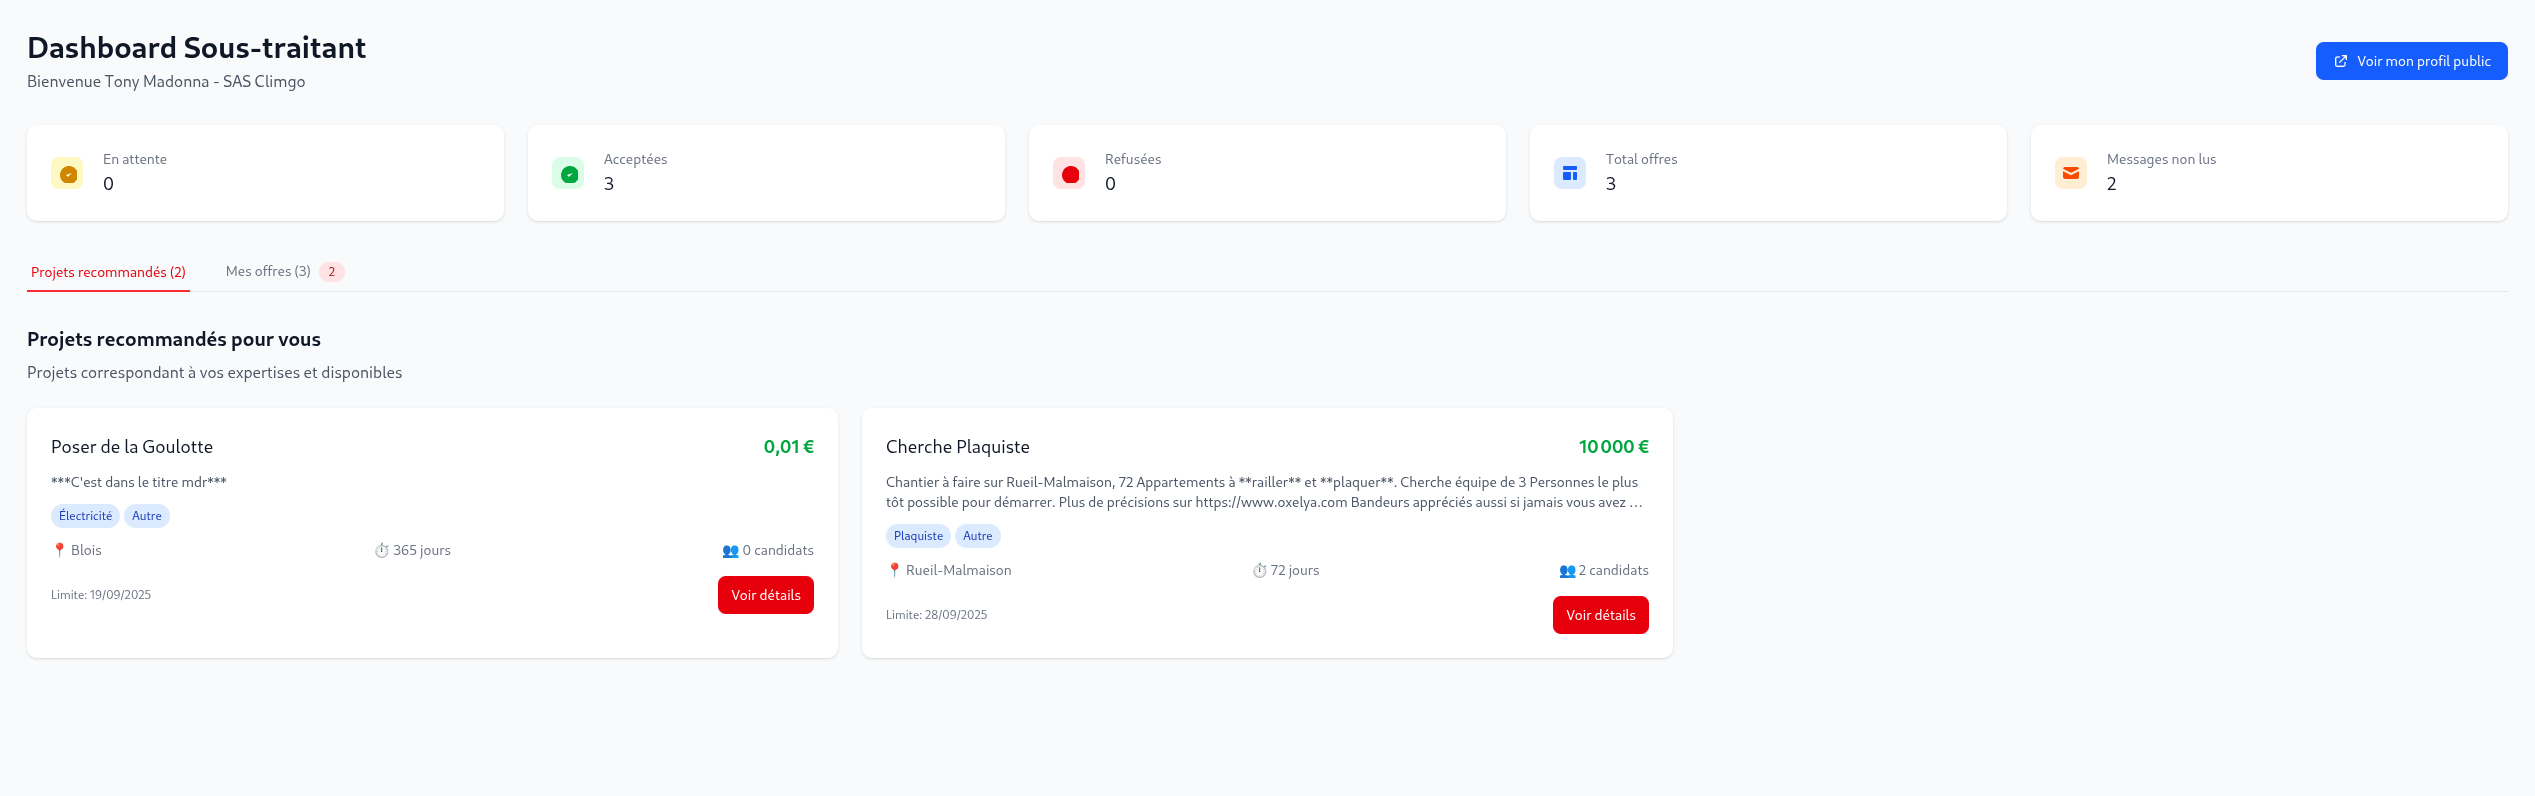 Dashboard Sous-traitant
Bienvenue Tony Madonna - SAS Climgo
Voir mon profil public
En attente
0
Acceptées
3
Refusées
0
Total offres
3
Messages non lus
2
Projets recommandés (2)
Mes offres (3) 2
Projets recommandés pour vous
Projets correspondant à vos expertises et disponibles
Poser de la Goulotte 0,01 €
***C'est dans le titre mdr***
Électricité Autre
📍 Blois ⏱️ 365 jours 👥 0 candidats
Limite: 19/09/2025 Voir détails
Cherche Plaquiste 10 000 €
Chantier à faire sur Rueil-Malmaison, 72 Appartements à **railler** et **plaquer**. Cherche équipe de 3 Personnes le plus
tôt possible pour démarrer. Plus de précisions sur https://www.oxelya.com Bandeurs appréciés aussi si jamais vous avez …
Plaquiste Autre
📍 Rueil-Malmaison ⏱️ 72 jours 👥 2 candidats
Limite: 28/09/2025 Voir détails